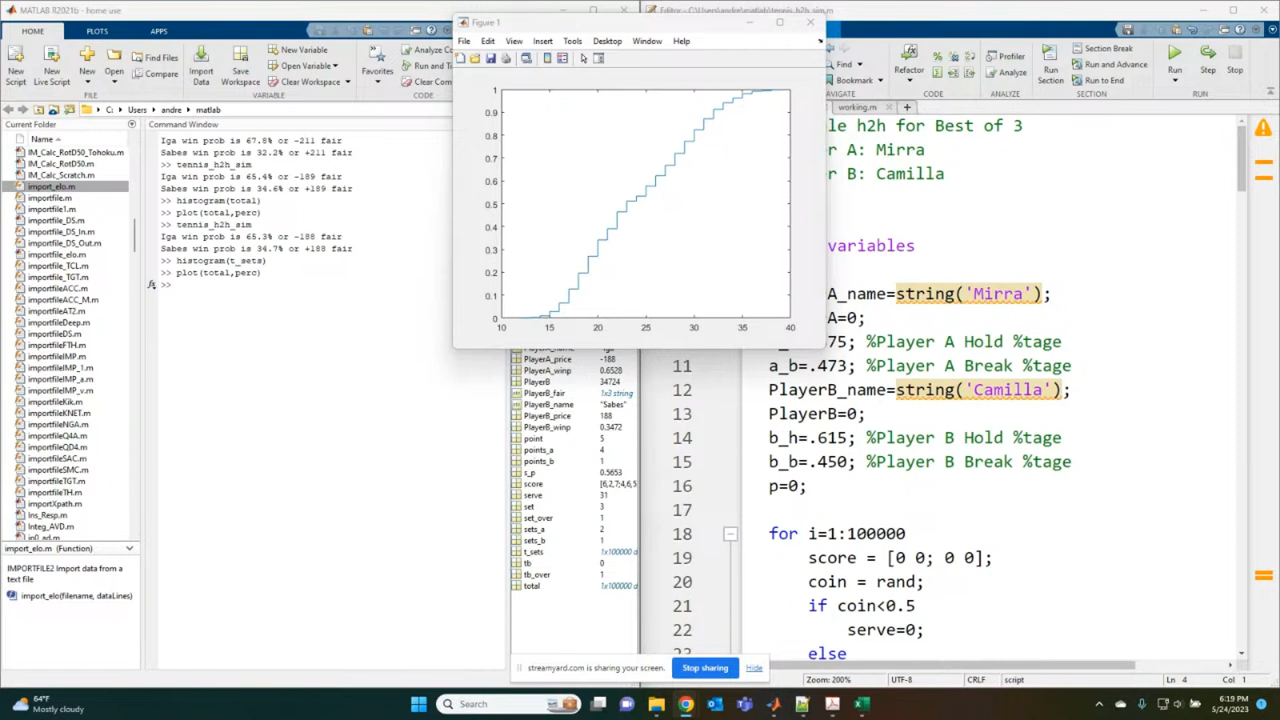 MATLAB R2021b - home use
HOME
PLOTS
APPS
New Script
New Live Script
New
Open
Find Files
Compare
Import Data
Save Workspace
New Variable
Open Variable
Clear Workspace
Favorites
Analyze Co
Run and T
Clear Com
FILE
VARIABLE
CODE
C:
Users
andre
matlab
Current Folder
Name
IM_Calc_RotD50_Tohoku.m
IM_Calc_RotD50.m
IM_Calc_Scratch.m
import_elo.m
importfile.m
importfile1.m
importfile_DS.m
importfile_DS_In.m
importfile_DS_Out.m
importfile_elo.m
importfile_TCL.m
importfile_TGT.m
importfileACC.m
importfileACC_M.m
importfileAT2.m
importfileDeep.m
importfileDS.m
importfileFTH.m
importfileIMP.m
importfileIMP_1.m
importfileIMP_a.m
importfileIMP_v.m
importfileKik.m
importfileKNET.m
importfileNGA.m
importfileQ4A.m
importfileQD4.m
importfileSAC.m
importfileSMC.m
importfileTGT.m
importfileTH.m
importXpath.m
Ins_Resp.m
Integ_AVD.m
in0_ad.m
import_elo.m (Function)
IMPORTFILE2 Import data from a
text file
import_elo(filename, dataLines)
Command Window
Iga win prob is 67.8% or -211 fair
Sabes win prob is 32.2% or +211 fair
>> tennis_h2h_sim
Iga win prob is 65.4% or -189 fair
Sabes win prob is 34.6% or +189 fair
>> histogram(total)
>> plot(total,perc)
>> tennis_h2h_sim
Iga win prob is 65.3% or -188 fair
Sabes win prob is 34.7% or +188 fair
>> histogram(t_sets)
>> plot(total,perc)
>>
Figure 1
File Edit View Insert Tools Desktop Window Help
1
0.9
0.8
0.7
0.6
0.5
0.4
0.3
0.2
0.1
0
10 15 20 25 30 35 40
PlayerA_price -188
PlayerA_winp 0.6528
PlayerB 34724
PlayerB_fair 1x3 string
PlayerB_name "Sabes"
PlayerB_price 188
PlayerB_winp 0.3472
point 5
points_a 4
points_b 1
s_p 0.5653
score [6,2,7;4,6,5
serve 31
set 3
set_over 1
sets_a 2
sets_b 1
t_sets 1x100000 d
tb 0
tb_over 1
total 1x100000 d
Editor - C:\Users\andre\matlab\tennis_h2h_sim.m
Find
Bookmark
Refactor
Profiler
Analyze
Run Section
Section Break
Run and Advance
Run to End
Run
Step
Stop
NAVIGATE
CODE
ANALYZE
SECTION
RUN
working.m
le h2h for Best of 3
er A: Mirra
er B: Camilla
variables
A_name=string('Mirra');
A=0;
75; %Player A Hold %tage
11 a_b=.473; %Player A Break %tage
12 PlayerB_name=string('Camilla');
13 PlayerB=0;
14 b_h=.615; %Player B Hold %tage
15 b_b=.450; %Player B Break %tage
16 p=0;
17
18 for i=1:100000
19 score = [0 0; 0 0];
20 coin = rand;
21 if coin<0.5
22 serve=0;
else
Zoom: 200% UTF-8 CRLF script Ln 4 Col 1
streamyard.com is sharing your screen.
Stop sharing
Hide
64°F
Mostly cloudy
Search
6:19 PM
5/24/2023